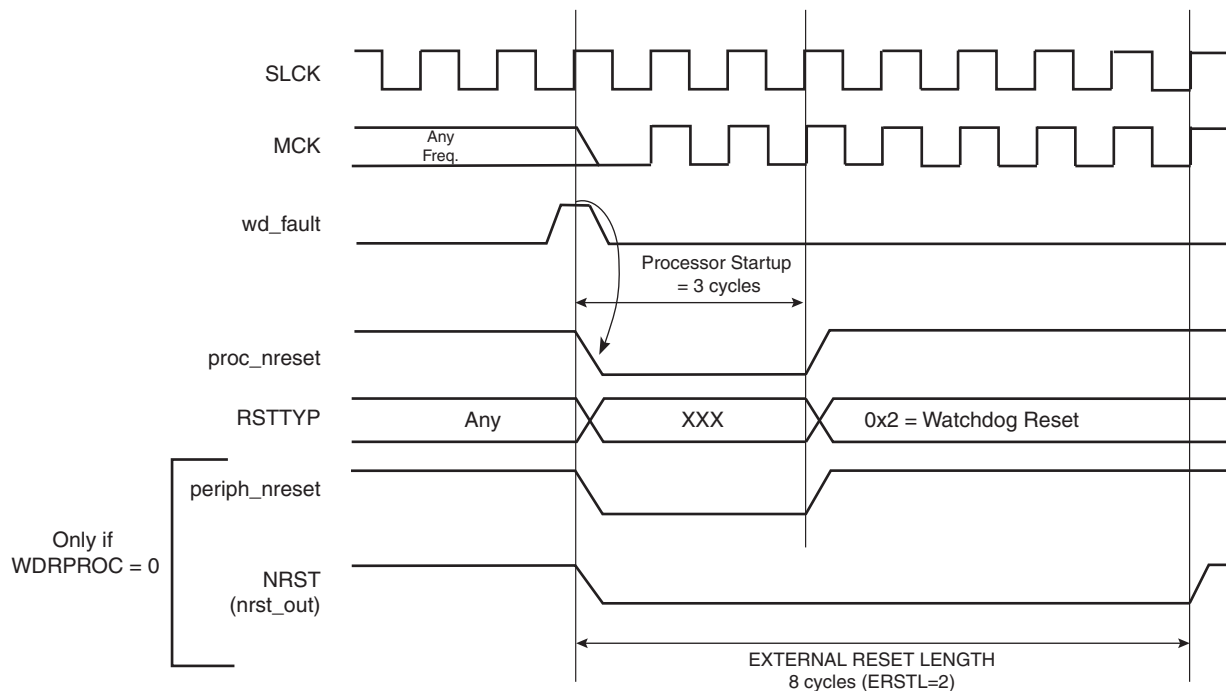 SLCK
MCK
Any
Freq.
wd_fault
Processor Startup
= 3 cycles
proc_nreset
RSTTYP
Any
XXX
0x2 = Watchdog Reset
periph_nreset
Only if
WDRPROC = 0
NRST
(nrst_out)
EXTERNAL RESET LENGTH
8 cycles (ERSTL=2)